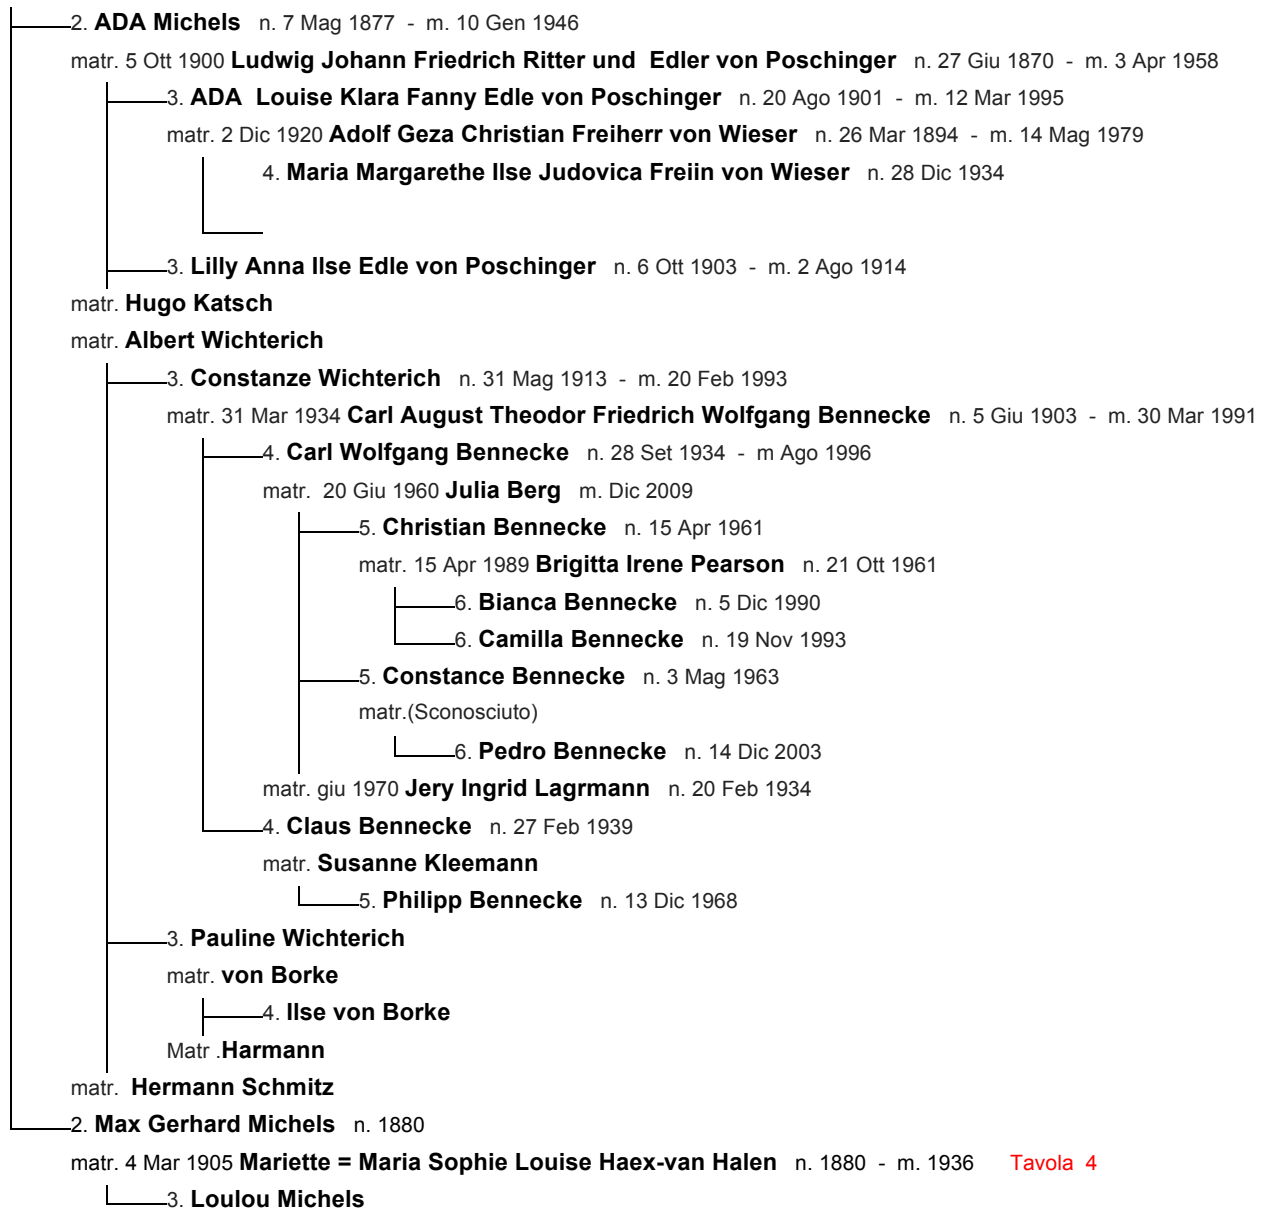 2. ADA Michels n. 7 Mag 1877 - m. 10 Gen 1946
matr. 5 Ott 1900 Ludwig Johann Friedrich Ritter und Edler von Poschinger n. 27 Giu 1870 - m. 3 Apr 1958
3. ADA Louise Klara Fanny Edle von Poschinger n. 20 Ago 1901 - m. 12 Mar 1995
matr. 2 Dic 1920 Adolf Geza Christian Freiherr von Wieser n. 26 Mar 1894 - m. 14 Mag 1979
4. Maria Margarethe Ilse Judovica Freiin von Wieser n. 28 Dic 1934
3. Lilly Anna Ilse Edle von Poschinger n. 6 Ott 1903 - m. 2 Ago 1914
matr. Hugo Katsch
matr. Albert Wichterich
3. Constanze Wichterich n. 31 Mag 1913 - m. 20 Feb 1993
matr. 31 Mar 1934 Carl August Theodor Friedrich Wolfgang Bennecke n. 5 Giu 1903 - m. 30 Mar 1991
4. Carl Wolfgang Bennecke n. 28 Set 1934 - m Ago 1996
matr. 20 Giu 1960 Julia Berg m. Dic 2009
5. Christian Bennecke n. 15 Apr 1961
matr. 15 Apr 1989 Brigitta Irene Pearson n. 21 Ott 1961
6. Bianca Bennecke n. 5 Dic 1990
6. Camilla Bennecke n. 19 Nov 1993
5. Constance Bennecke n. 3 Mag 1963
matr.(Sconosciuto)
6. Pedro Bennecke n. 14 Dic 2003
matr. giu 1970 Jery Ingrid Lagrmann n. 20 Feb 1934
4. Claus Bennecke n. 27 Feb 1939
matr. Susanne Kleemann
5. Philipp Bennecke n. 13 Dic 1968
3. Pauline Wichterich
matr. von Borke
4. Ilse von Borke
Matr .Harmann
matr. Hermann Schmitz
2. Max Gerhard Michels n. 1880
matr. 4 Mar 1905 Mariette = Maria Sophie Louise Haex-van Halen n. 1880 - m. 1936 Tavola 4
3. Loulou Michels